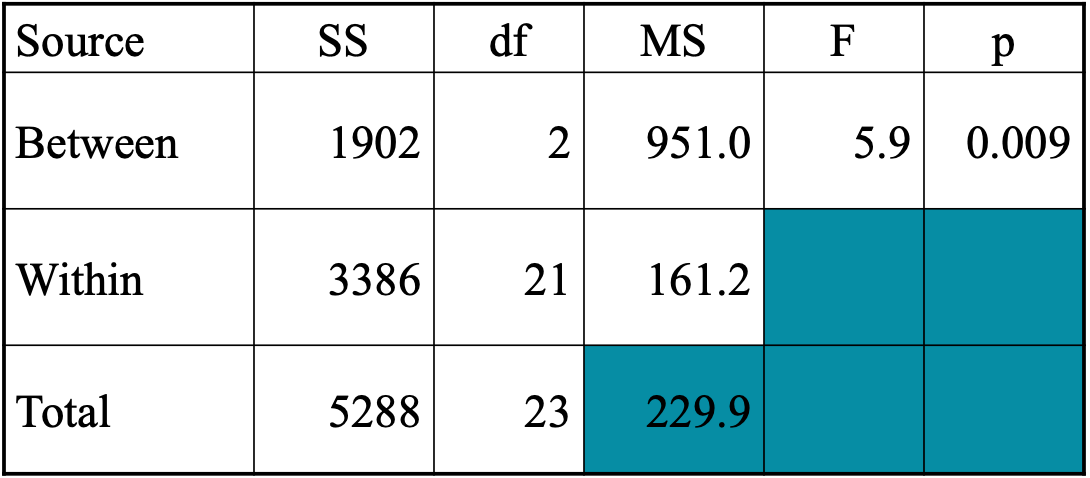 Source SS df MS F p
Between 1902 2 951.0 5.9 0.009
Within 3386 21 161.2
Total 5288 23 229.9